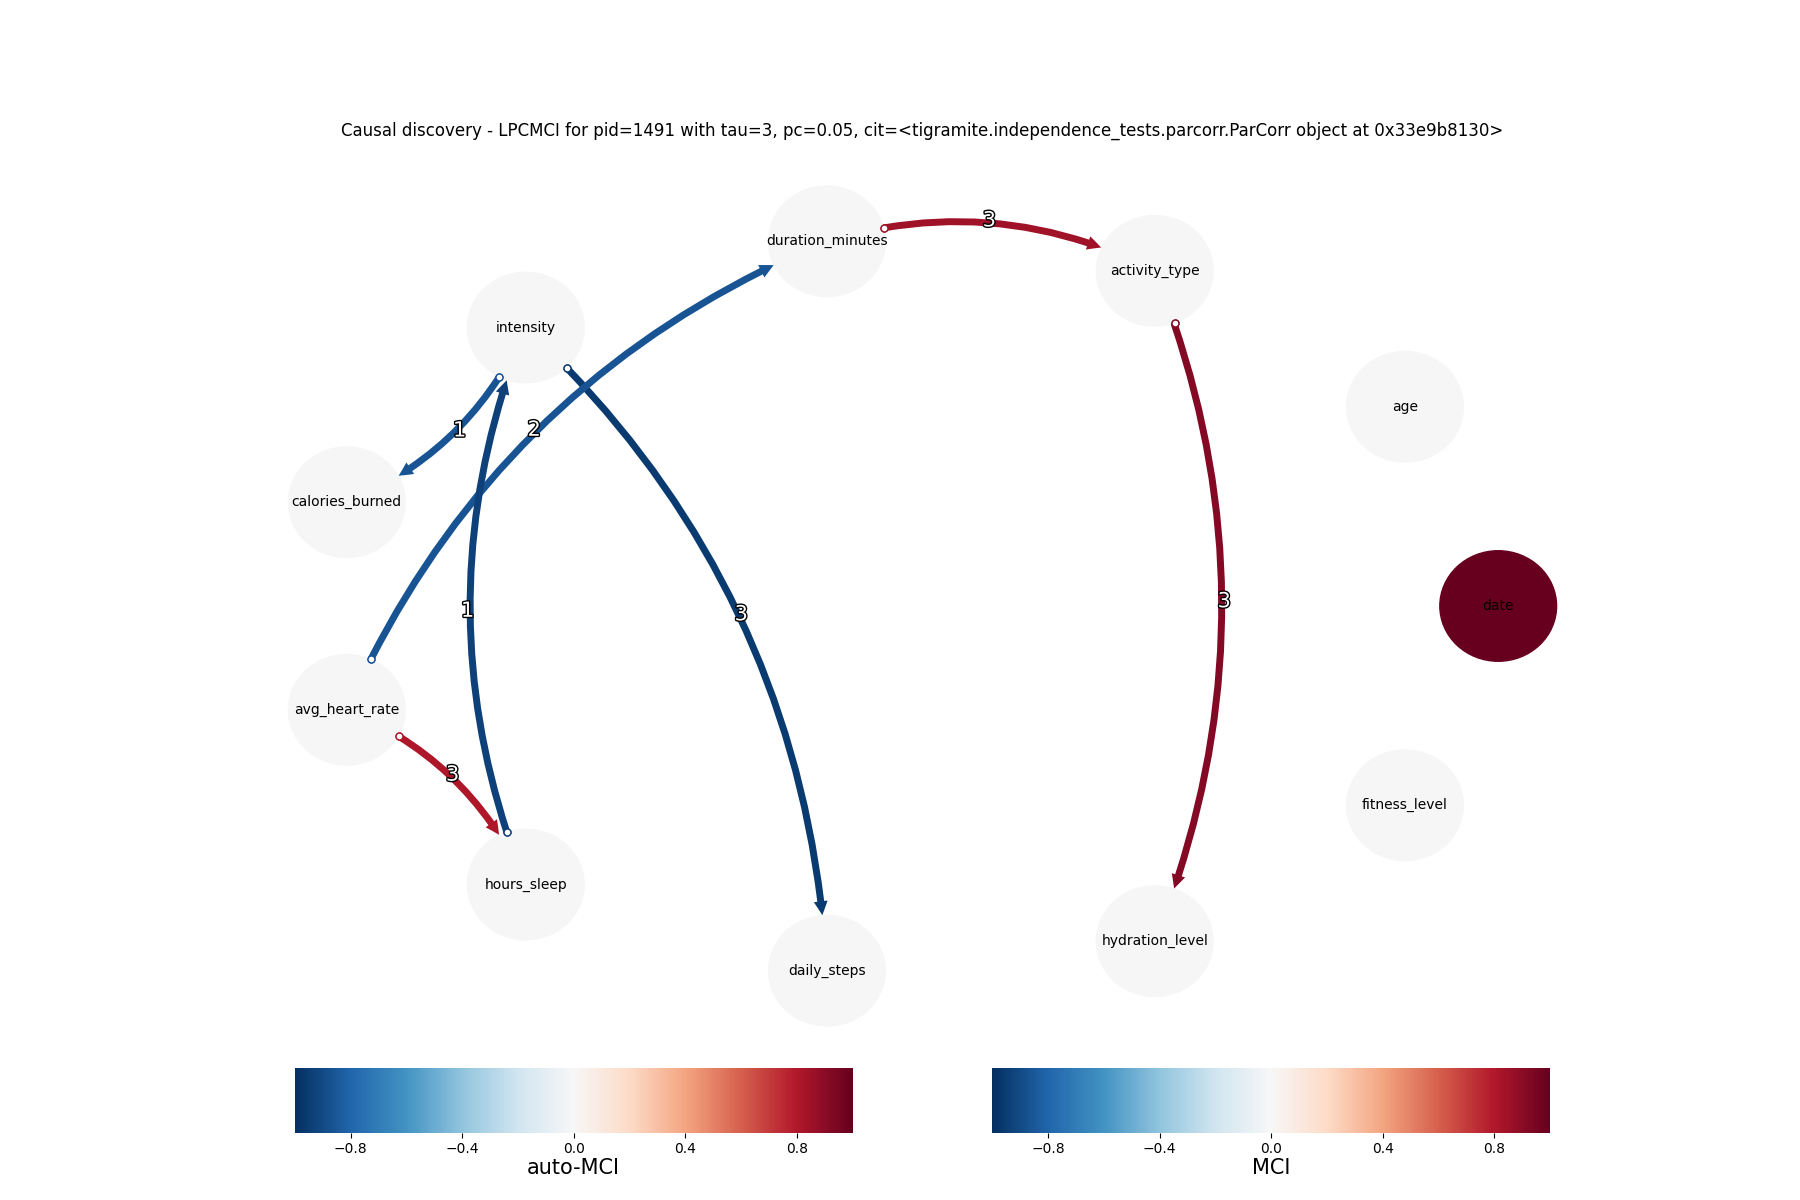 Causal discovery - LPCMCI for pid=1491 with tau=3, pc=0.05, cit=<tigramite.independence_tests.parcorr.ParCorr object at 0x33e9b8130>
3
duration_minutes
activity_type
intensity
age
1
2
calories_burned
date
1
3
3
avg_heart_rate
3
fitness_level
hours_sleep
hydration_level
daily_steps
−0.8 −0.4 0.0 0.4 0.8
auto-MCI
−0.8 −0.4 0.0 0.4 0.8
MCI